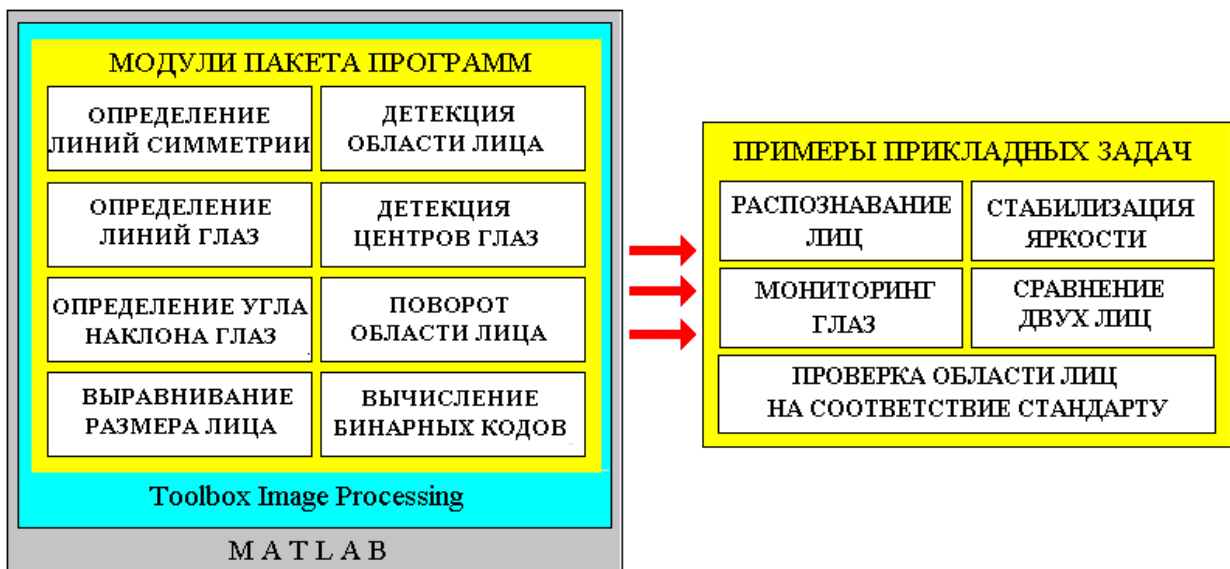 МОДУЛИ ПАКЕТА ПРОГРАММ
ОПРЕДЕЛЕНИЕ
ЛИНИЙ СИММЕТРИИ
ДЕТЕКЦИЯ
ОБЛАСТИ ЛИЦА
ОПРЕДЕЛЕНИЕ
ЛИНИЙ ГЛАЗ
ДЕТЕКЦИЯ
ЦЕНТРОВ ГЛАЗ
ОПРЕДЕЛЕНИЕ УГЛА
НАКЛОНА ГЛАЗ
ПОВОРОТ
ОБЛАСТИ ЛИЦА
ВЫРАВНИВАНИЕ
РАЗМЕРА ЛИЦА
ВЫЧИСЛЕНИЕ
БИНАРНЫХ КОДОВ
Toolbox Image Processing
M A T L A B
ПРИМЕРЫ ПРИКЛАДНЫХ ЗАДАЧ
РАСПОЗНАВАНИЕ
ЛИЦ
СТАБИЛИЗАЦИЯ
ЯРКОСТИ
МОНИТОРИНГ
ГЛАЗ
СРАВНЕНИЕ
ДВУХ ЛИЦ
ПРОВЕРКА ОБЛАСТИ ЛИЦ
НА СООТВЕТСТВИЕ СТАНДАРТУ